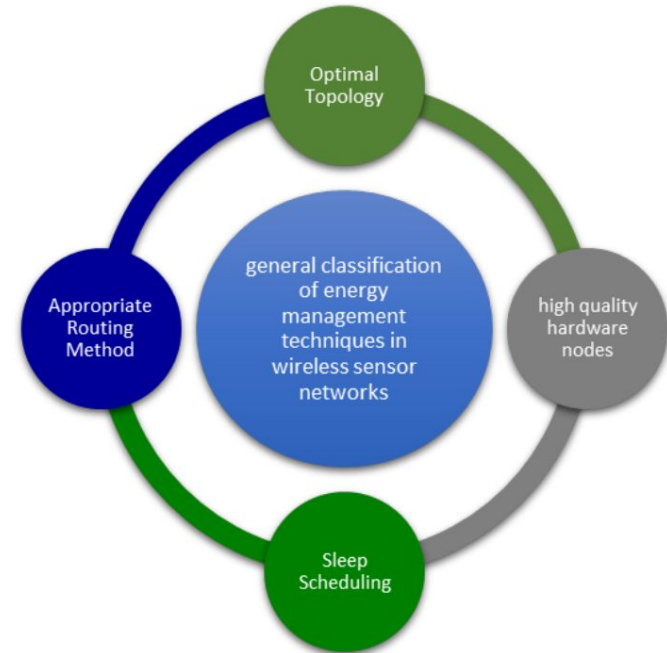 Optimal
Topology
general classification
of energy
management
techniques in
wireless sensor
networks
Appropriate
Routing
Method
high quality
hardware
nodes
Sleep
Scheduling